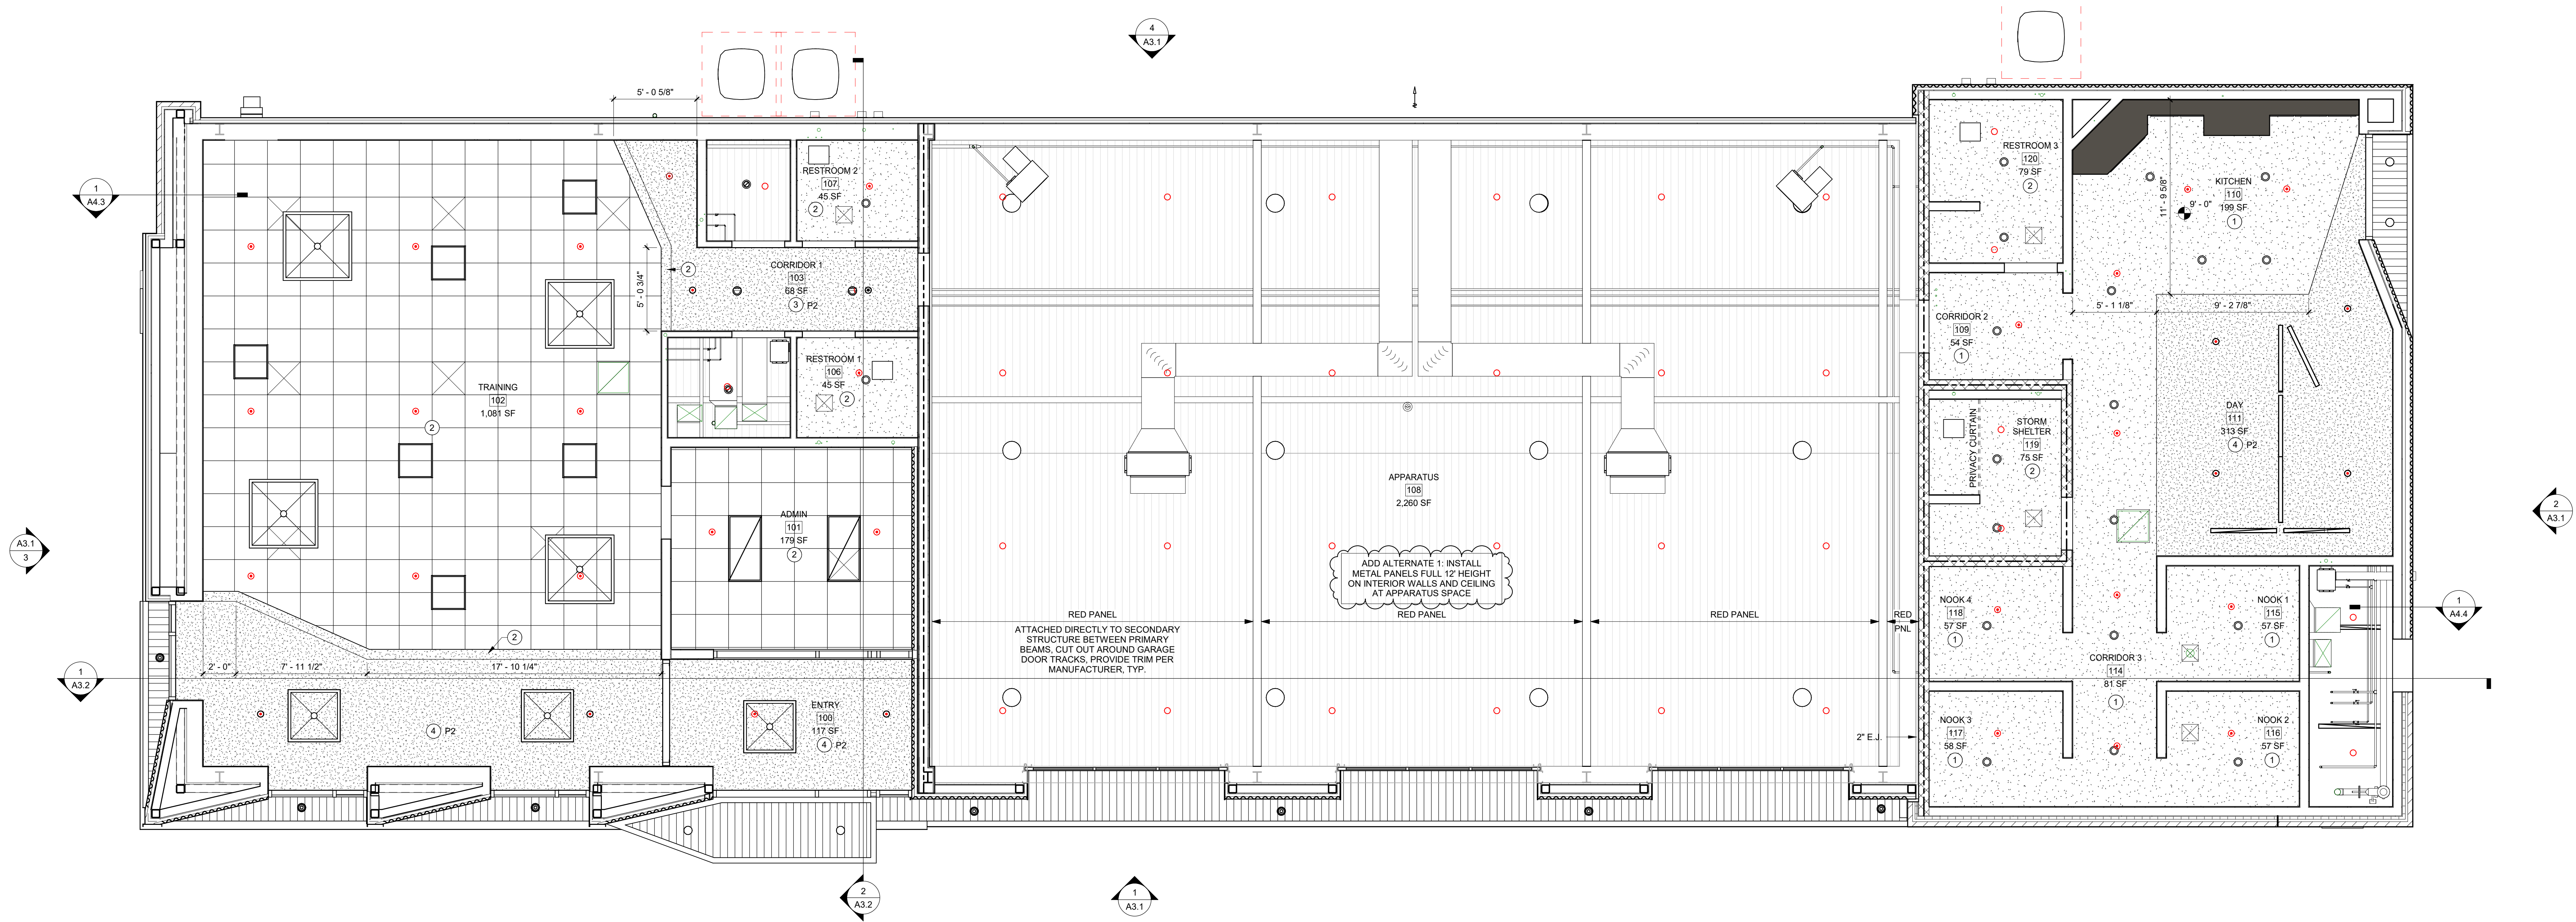 4
A3.1
5' - 0 5/8"
1
A4.3
RESTROOM 2
107
45 SF
2
RESTROOM 3
120
79 SF
2
KITCHEN
110
199 SF
1
9' - 0"
11' - 9 5/8"
CORRIDOR 1
103
68 SF
3 P2
2
5' - 0 3/4"
5' - 1 1/8"
9' - 2 7/8"
CORRIDOR 2
109
54 SF
1
RESTROOM 1
106
45 SF
2
TRAINING
102
1,081 SF
2
DAY
111
313 SF
4 P2
PRIVACY CURTAIN
STORM
SHELTER
119
75 SF
2
APPARATUS
108
2,260 SF
ADMIN
101
179 SF
2
A3.1
3
2
A3.1
ADD ALTERNATE 1: INSTALL
METAL PANELS FULL 12' HEIGHT
ON INTERIOR WALLS AND CEILING
AT APPARATUS SPACE
RED PANEL
RED PANEL
RED PANEL
RED
PNL
ATTACHED DIRECTLY TO SECONDARY
STRUCTURE BETWEEN PRIMARY
BEAMS, CUT OUT AROUND GARAGE
DOOR TRACKS, PROVIDE TRIM PER
MANUFACTURER, TYP.
NOOK 4
118
57 SF
1
NOOK 1
115
57 SF
1
1
A4.4
2
2' - 0"
7' - 11 1/2"
17' - 10 1/4"
1
A3.2
CORRIDOR 3
114
81 SF
1
ENTRY
100
117 SF
4 P2
4 P2
2" E.J.
NOOK 3
117
58 SF
1
NOOK 2
116
57 SF
1
2
A3.2
1
A3.1